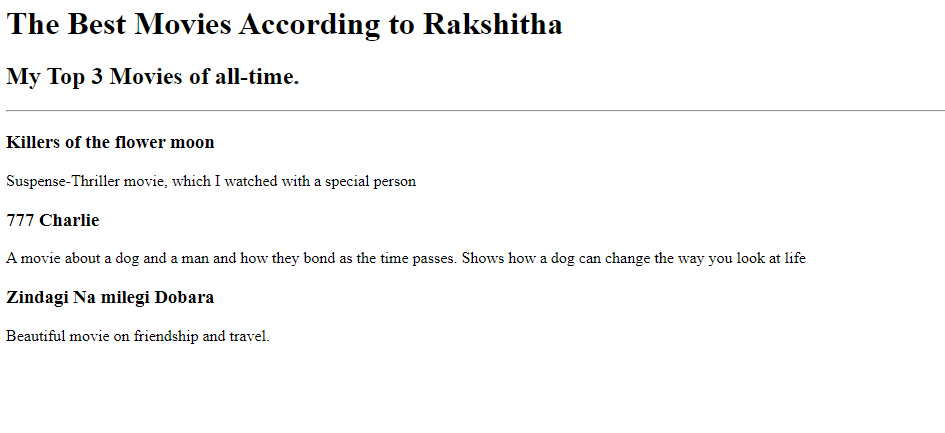 The Best Movies According to Rakshitha
My Top 3 Movies of all-time.
Killers of the flower moon
Suspense-Thriller movie, which I watched with a special person
777 Charlie
A movie about a dog and a man and how they bond as the time passes. Shows how a dog can change the way you look at life
Zindagi Na milegi Dobara
Beautiful movie on friendship and travel.